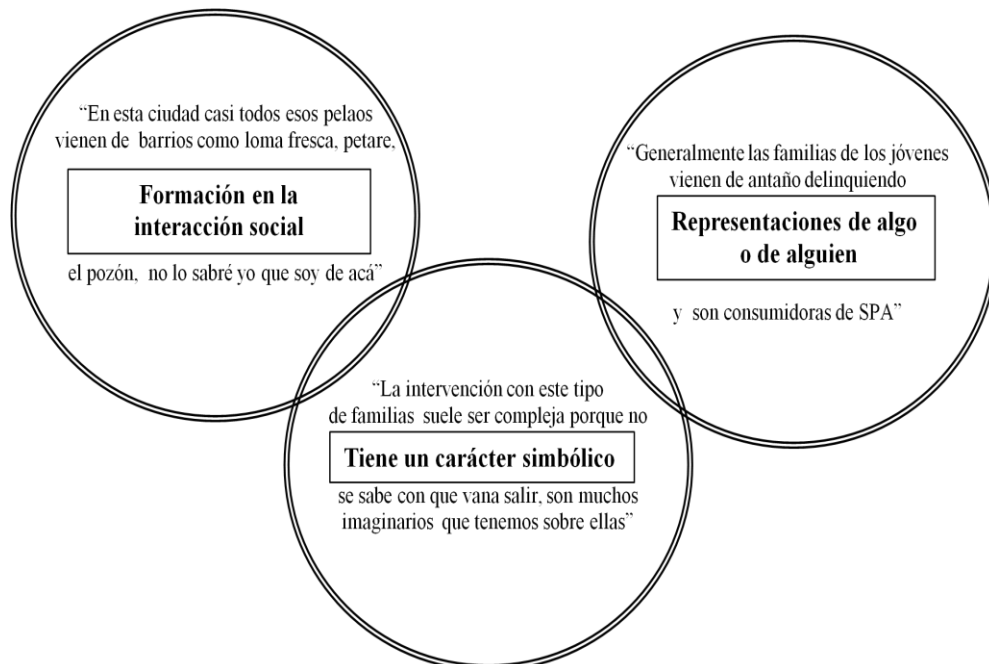 “En esta ciudad casi todos esos pelaos
vienen de barrios como loma fresca, petare,
Formación en la
interacción social
el pozón, no lo sabré yo que soy de acá”
“Generalmente las familias de los jóvenes
vienen de antaño delinquiendo
Representaciones de algo
o de alguien
y son consumidoras de SPA”
“La intervención con este tipo
de familias suele ser compleja porque no
Tiene un carácter simbólico
se sabe con que vana salir, son muchos
imaginarios que tenemos sobre ellas”